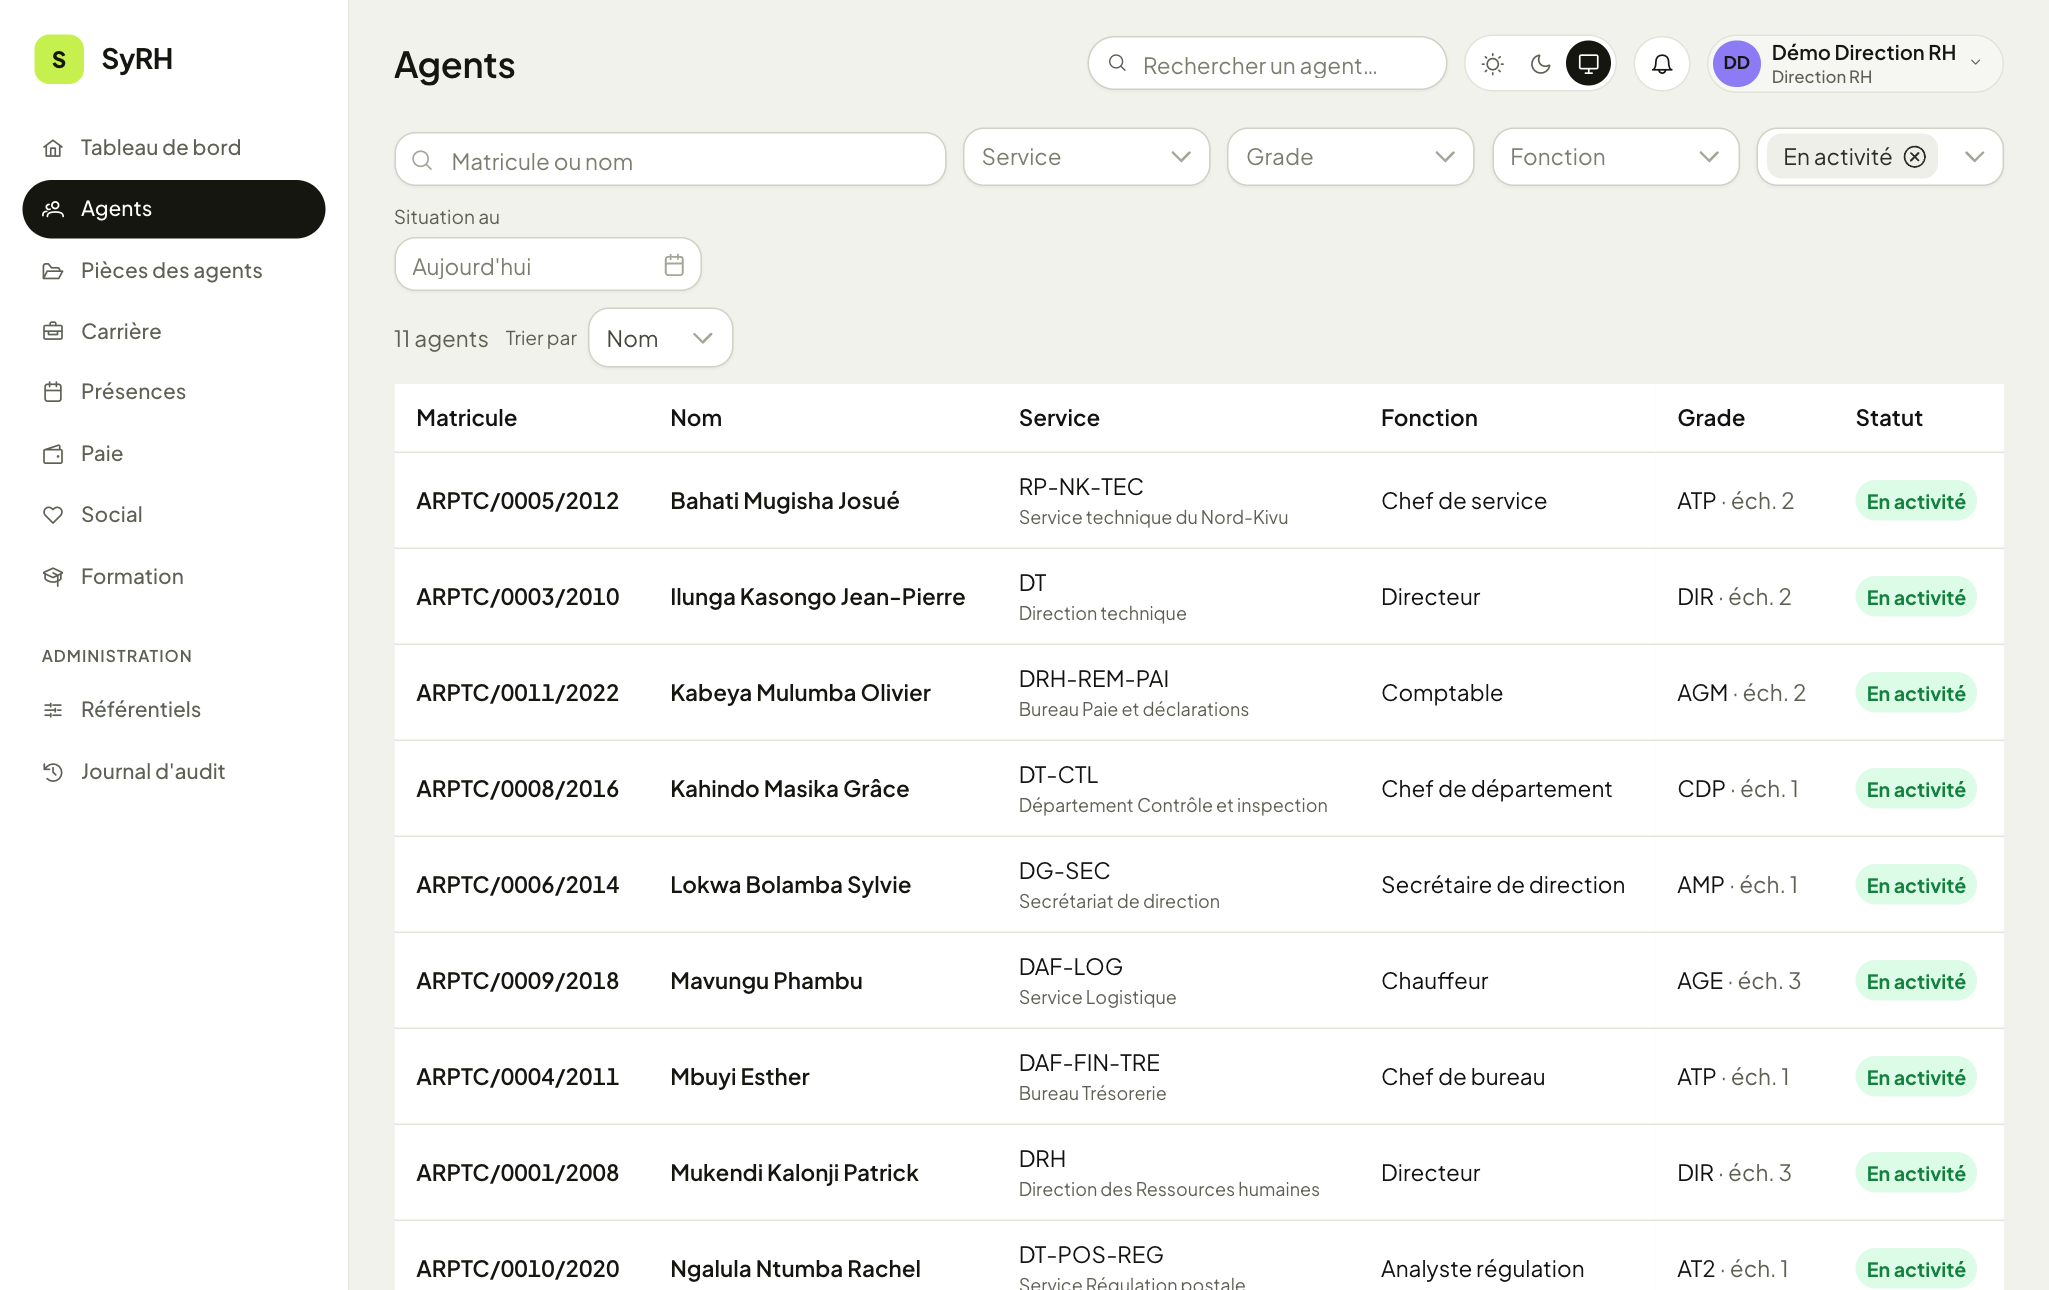 S SyRH
Tableau de bord
Agents
Pièces des agents
Carrière
Présences
Paie
Social
Formation
ADMINISTRATION
Référentiels
Journal d'audit
Agents
Rechercher un agent...
DD
Démo Direction RH
Direction RH
Matricule ou nom
Service
Grade
Fonction
En activité
Situation au
Aujourd'hui
11 agents Trier par Nom
Matricule Nom Service Fonction Grade Statut
ARPTC/0005/2012 Bahati Mugisha Josué RP-NK-TEC Chef de service ATP · éch. 2 En activité
Service technique du Nord-Kivu
ARPTC/0003/2010 Ilunga Kasongo Jean-Pierre DT Directeur DIR · éch. 2 En activité
Direction technique
ARPTC/0011/2022 Kabeya Mulumba Olivier DRH-REM-PAI Comptable AGM · éch. 2 En activité
Bureau Paie et déclarations
ARPTC/0008/2016 Kahindo Masika Grâce DT-CTL Chef de département CDP · éch. 1 En activité
Département Contrôle et inspection
ARPTC/0006/2014 Lokwa Bolamba Sylvie DG-SEC Secrétaire de direction AMP · éch. 1 En activité
Secrétariat de direction
ARPTC/0009/2018 Mavungu Phambu DAF-LOG Chauffeur AGE · éch. 3 En activité
Service Logistique
ARPTC/0004/2011 Mbuyi Esther DAF-FIN-TRE Chef de bureau ATP · éch. 1 En activité
Bureau Trésorerie
ARPTC/0001/2008 Mukendi Kalonji Patrick DRH Directeur DIR · éch. 3 En activité
Direction des Ressources humaines
ARPTC/0010/2020 Ngalula Ntumba Rachel DT-POS-REG Analyste régulation AT2 · éch. 1 En activité
Service Régulation postale